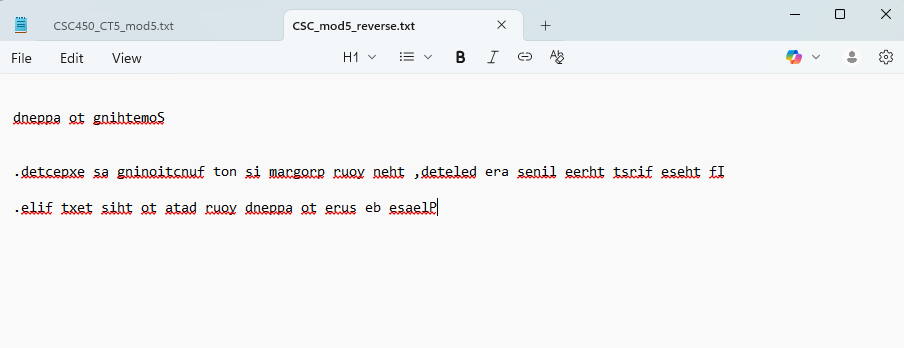 CSC450_CT5_mod5.txt
CSC_mod5_reverse.txt
File Edit View H1 B I
dneppa ot gnihtemoS
.detcepxe sa gninoitcnuf ton si margorp ruoy neht ,deteled era senil eerht tsrif eseht fI
.elif txet siht ot atad ruoy dneppa ot erus eb esaelP